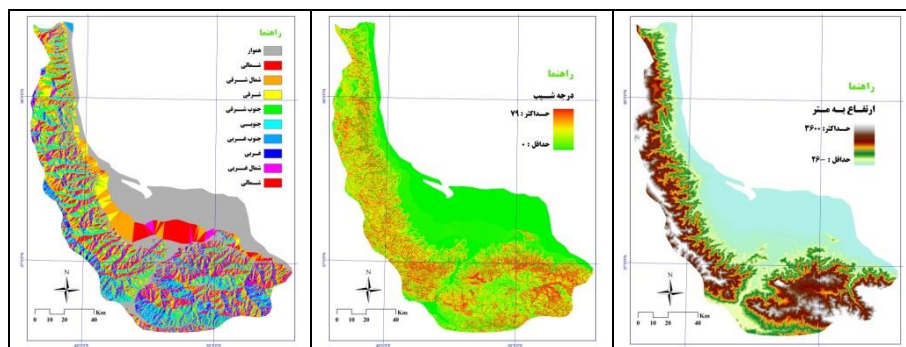 راهنما
هموار
شمالی
شمال شرقی
شرقی
جنوب شرقی
جنوبی
جنوب غربی
غربی
شمال غربی
شمالی
N
0 10 20 40
Km
راهنما
درجه شیب
حداکثر: ۷۹
حداقل: ۰
N
0 10 20 40
Km
راهنما
ارتفاع به متر
حداکثر: ۳۶۰۰
حداقل: ۲۶-
N
0 10 20 40
Km